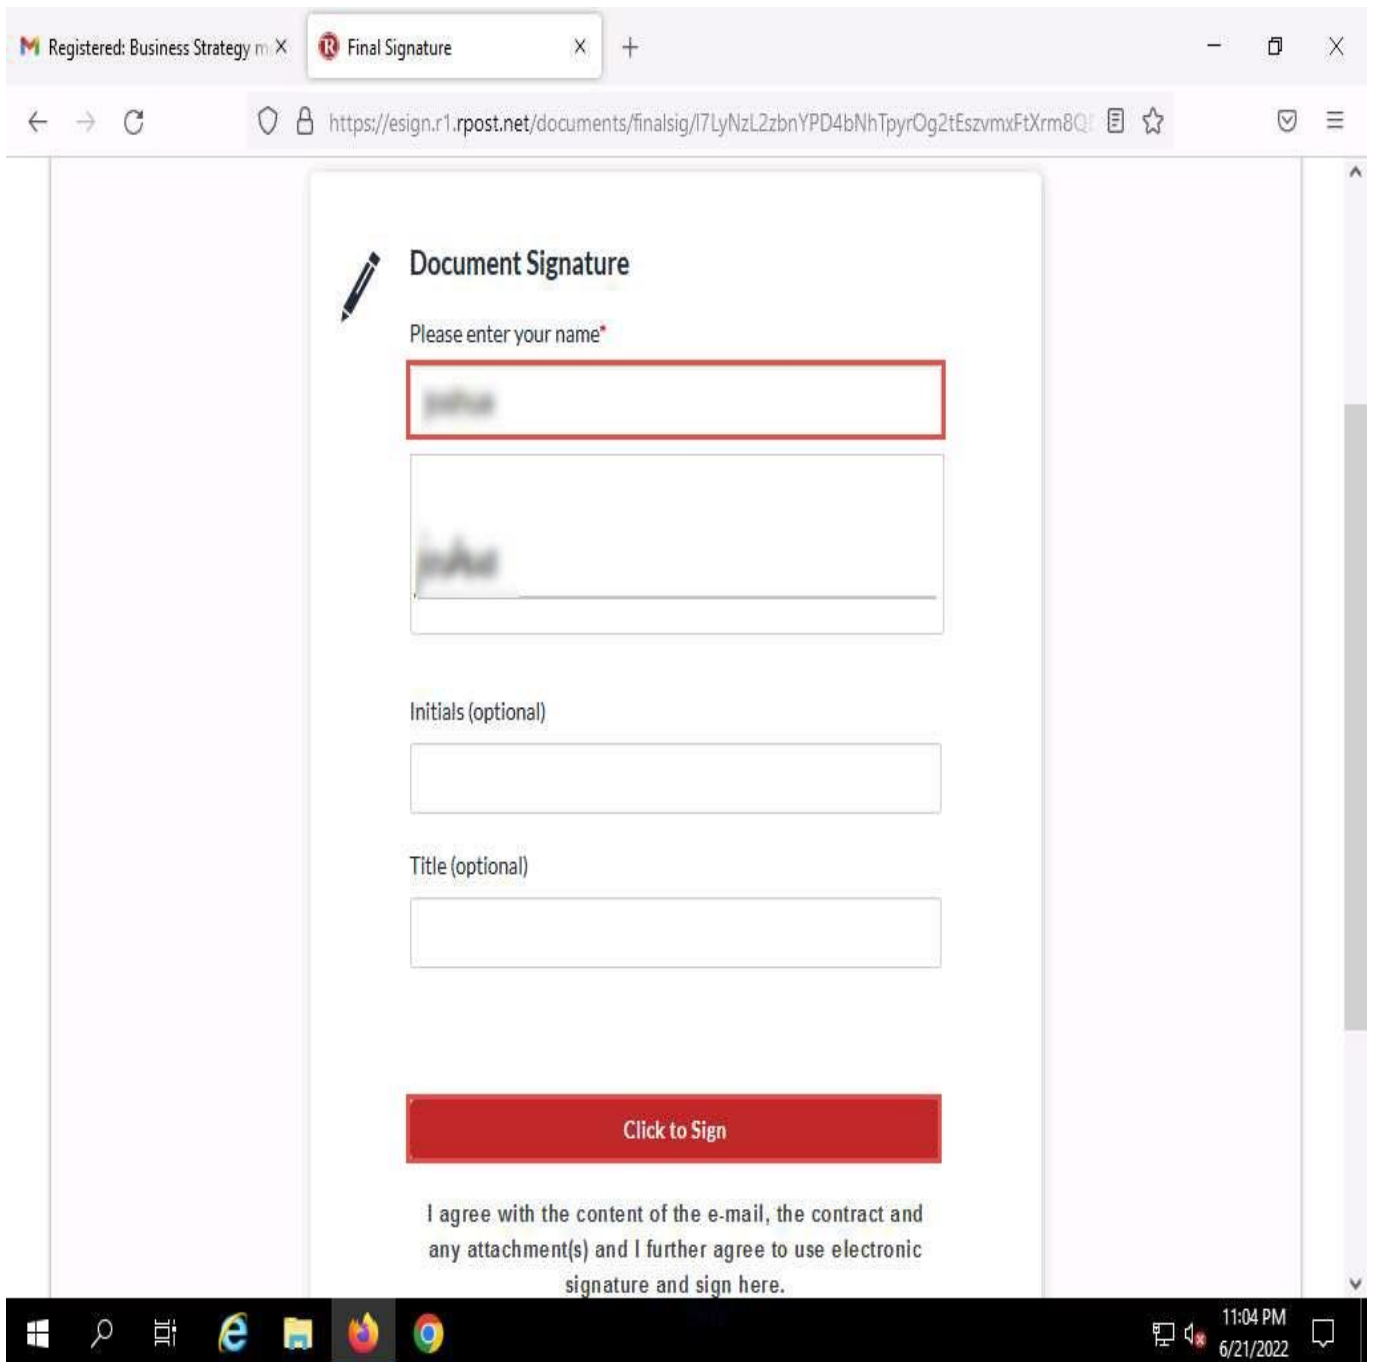 Registered: Business Strategy m
Final Signature
https://esign.r1.rpost.net/documents/finalsig/I7LyNzL2zbnYPD4bNhTpyrOg2tEszvmxFtXrm8Q
Document Signature
Please enter your name*
Initials (optional)
Title (optional)
Click to Sign
I agree with the content of the e-mail, the contract and
any attachment(s) and I further agree to use electronic
signature and sign here.
11:04 PM
6/21/2022